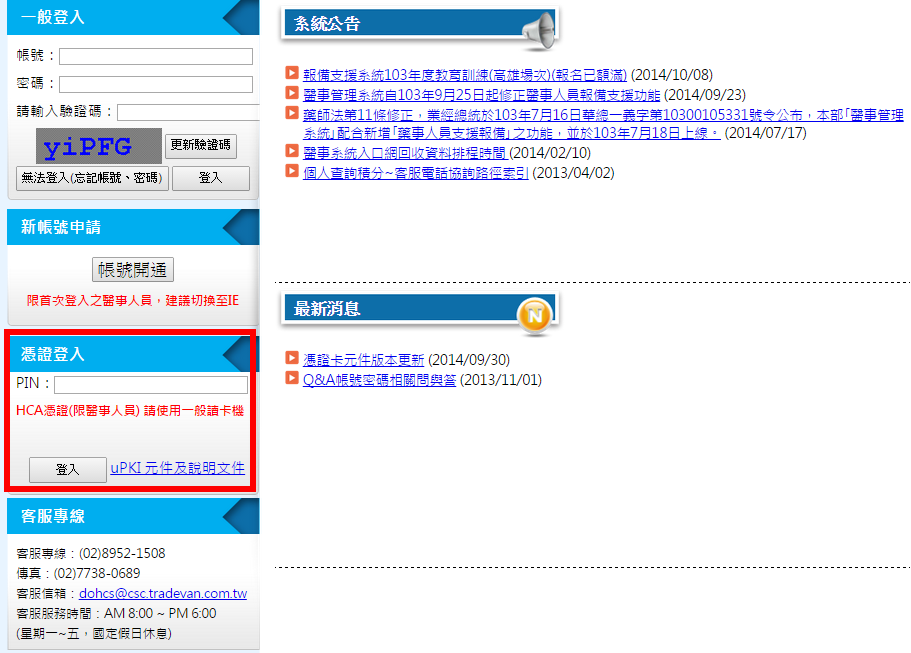 一般登入
帳號：
密碼：
請輸入驗證碼：
yiPFG 更新驗證碼
無法登入(忘記帳號、密碼) 登入
新帳號申請
帳號開通
限首次登入之醫事人員，建議切換至IE
憑證登入
PIN：
HCA憑證(限醫事人員) 請使用一般讀卡機
登入 uPKI 元件及說明文件
客服專線
客服專線：(02)8952-1508
傳真：(02)7738-0689
客服信箱：dohcs@csc.tradevan.com.tw
客服服務時間：AM 8:00 ~ PM 6:00
(星期一~五，國定假日休息)
系統公告
報備支援系統103年度教育訓練(高雄場次)(報名已額滿) (2014/10/08)
醫事管理系統自103年9月25日起修正醫事人員報備支援功能 (2014/09/23)
藥師法第11條修正，業經總統於103年7月16日華總一義字第10300105331號令公布，本部「醫事管理
系統」配合新增「藥事人員支援報備」之功能，並於103年7月18日上線。 (2014/07/17)
醫事系統入口網回收資料排程時間 (2014/02/10)
個人查詢積分~客服電話協詢路徑索引 (2013/04/02)
最新消息
N
憑證卡元件版本更新 (2014/09/30)
Q&A帳號密碼相關問與答 (2013/11/01)